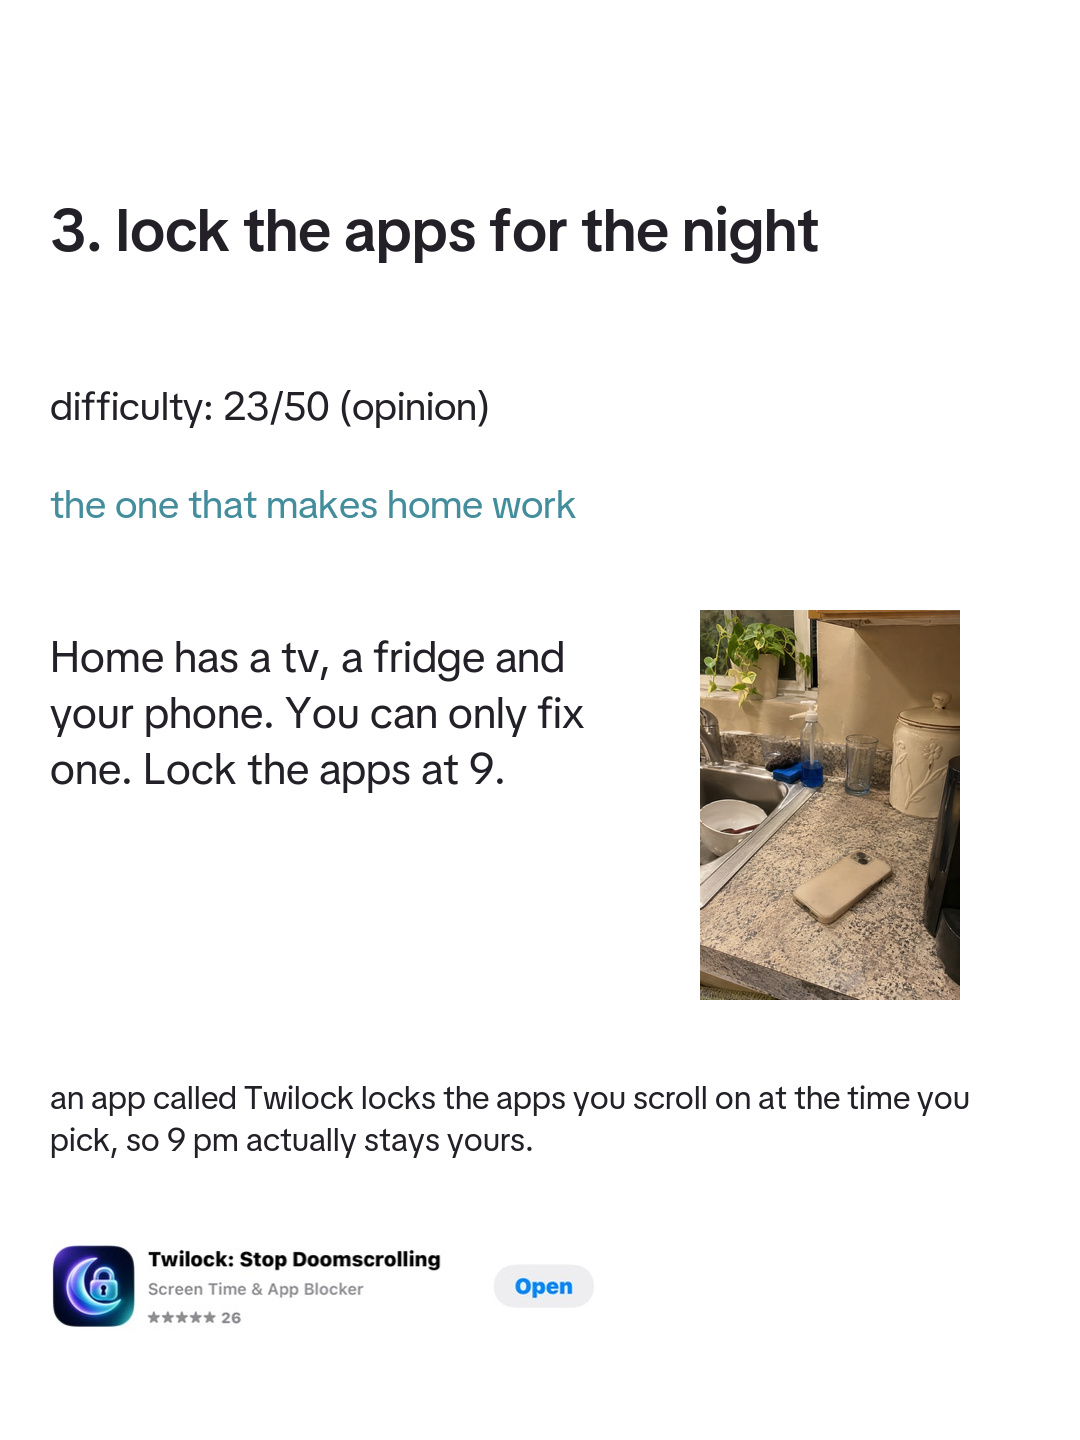 3. lock the apps for the night
difficulty: 23/50 (opinion)
the one that makes home work
Home has a tv, a fridge and
your phone. You can only fix
one. Lock the apps at 9.
an app called Twilock locks the apps you scroll on at the time you
pick, so 9 pm actually stays yours.
Twilock: Stop Doomscrolling
Screen Time & App Blocker
★★★★★ 26
Open